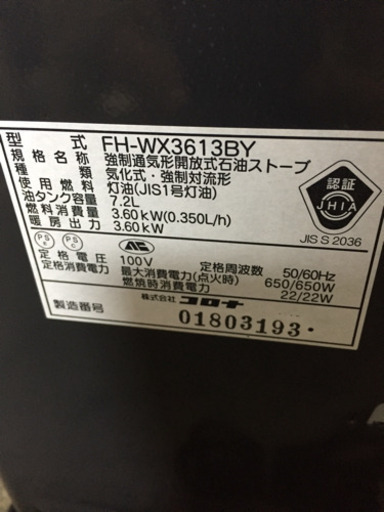 型 式 FH-WX3613BY
規格名称 強制通気形開放式石油ストーブ
種 類 気化式・強制対流形
使用燃料 灯油(JIS1号灯油)
油タンク容量 7.2L
燃料消費量 3.60kW(0.350L/h)
暖房出力 3.60kW
認証
JHIA
JIS S 2036
PS E
PS C
定格電圧 100V 定格周波数 50/60Hz
定格消費電力 最大消費電力(点火時) 650/650W
燃焼時消費電力 22/22W
株式会社 コロナ
製造番号 01803193